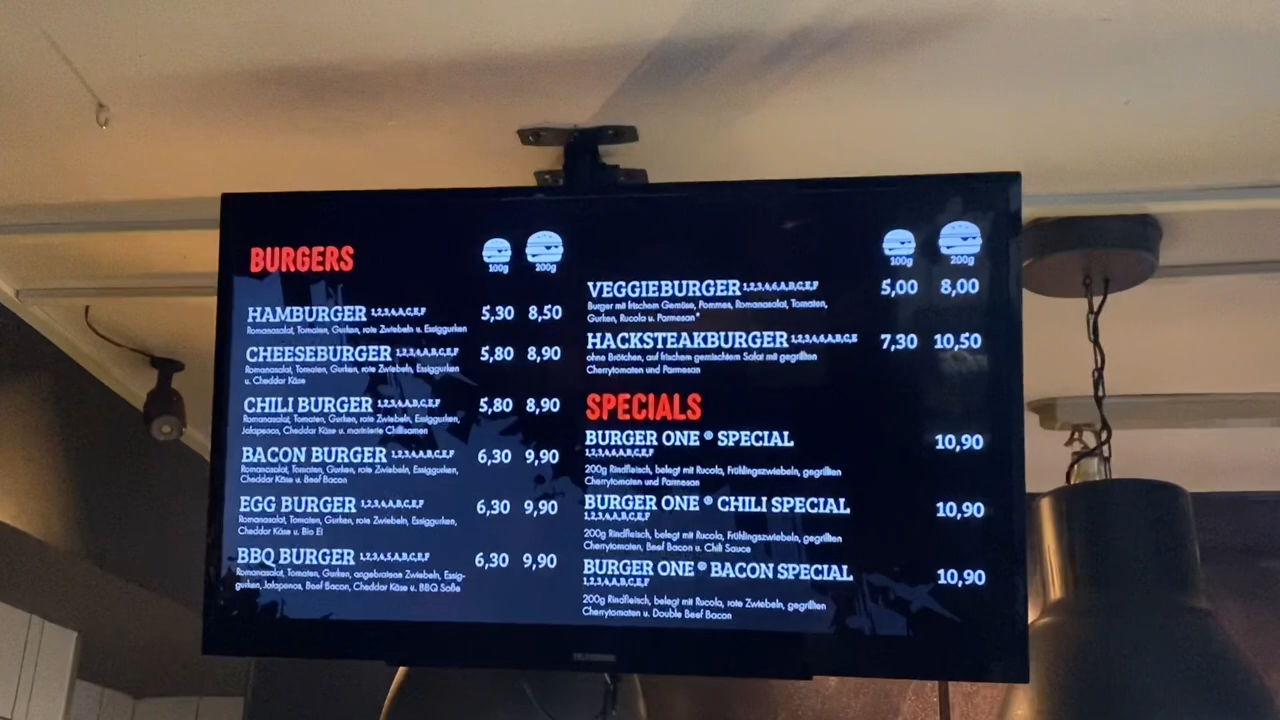 BURGERS 100g 200g
HAMBURGER 1,2,3,4,A,C,E,F 5,30 8,50
Romanasalat, Tomaten, Gurken, rote Zwiebeln u. Essiggurken
CHEESEBURGER 1,2,3,4,A,B,C,E,F 5,80 8,90
Romanasalat, Tomaten, Gurken, rote Zwiebeln, Essiggurken
u. Cheddar Käse
CHILI BURGER 1,2,3,4,A,B,C,E,F 5,80 8,90
Romanasalat, Tomaten, Gurken, rote Zwiebeln, Essiggurken,
Jalapenos, Cheddar Käse u. marinierte Chilisamen
BACON BURGER 1,2,3,4,A,B,C,E,F 6,30 9,90
Romanasalat, Tomaten, Gurken, rote Zwiebeln, Essiggurken,
Cheddar Käse u. Beef Bacon
EGG BURGER 1,2,3,4,A,B,C,E,F 6,30 9,90
Romanasalat, Tomaten, Gurken, rote Zwiebeln, Essiggurken,
Cheddar Käse u. Bio Ei
BBQ BURGER 1,2,3,4,5,A,B,C,E,F 6,30 9,90
Romanasalat, Tomaten, Gurken, angebratene Zwiebeln, Essig-
gurken, Jalapenos, Beef Bacon, Cheddar Käse u. BBQ Soße
100g 200g
VEGGIEBURGER 1,2,3,4,6,A,B,C,E,F 5,00 8,00
Burger mit frischem Gemüse, Pommes, Romanasalat, Tomaten,
Gurken, Rucola u. Parmesan*
HACKSTEAKBURGER 1,2,3,4,6,A,B,C,E 7,30 10,50
ohne Brötchen, auf frischem gemischtem Salat mit gegrillten
Cherrytomaten und Parmesan
SPECIALS
BURGER ONE ® SPECIAL 10,90
1,2,3,4,6,A,B,C,E,F
200g Rindfleisch, belegt mit Rucola, Frühlingszwiebeln, gegrillten
Cherrytomaten und Parmesan
BURGER ONE ® CHILI SPECIAL 10,90
1,2,3,4,A,B,C,E,F
200g Rindfleisch, belegt mit Rucola, Frühlingszwiebeln, gegrillten
Cherrytomaten, Beef Bacon u. Chili Sauce
BURGER ONE ® BACON SPECIAL 10,90
1,2,3,4,A,B,C,E,F
200g Rindfleisch, belegt mit Rucola, rote Zwiebeln, gegrillten
Cherrytomaten u. Double Beef Bacon